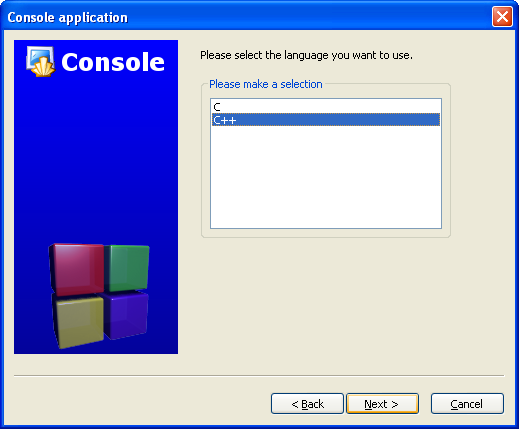 Console application
Console
Please select the language you want to use.
Please make a selection
C
C++
< Back
Next >
Cancel